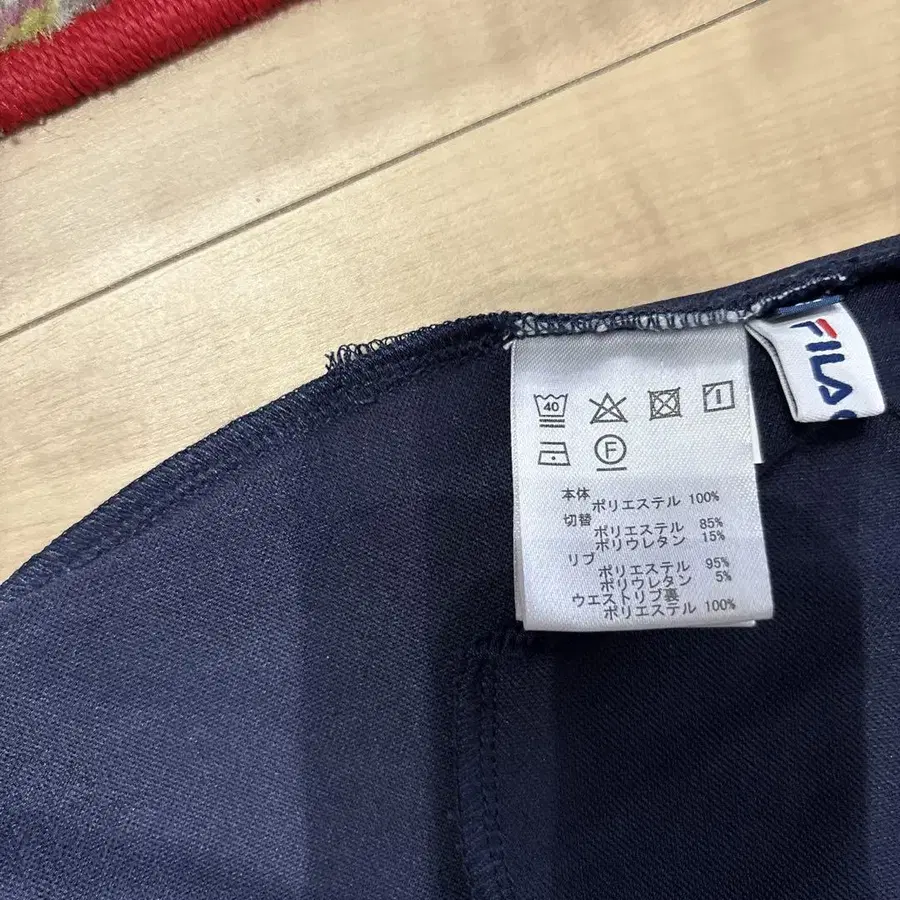 FILA
40
F
本体
ポリエステル 100%
切替
ポリエステル 85%
ポリウレタン 15%
リブ
ポリエステル 95%
ポリウレタン 5%
ウエストリブ裏
ポリエステル 100%